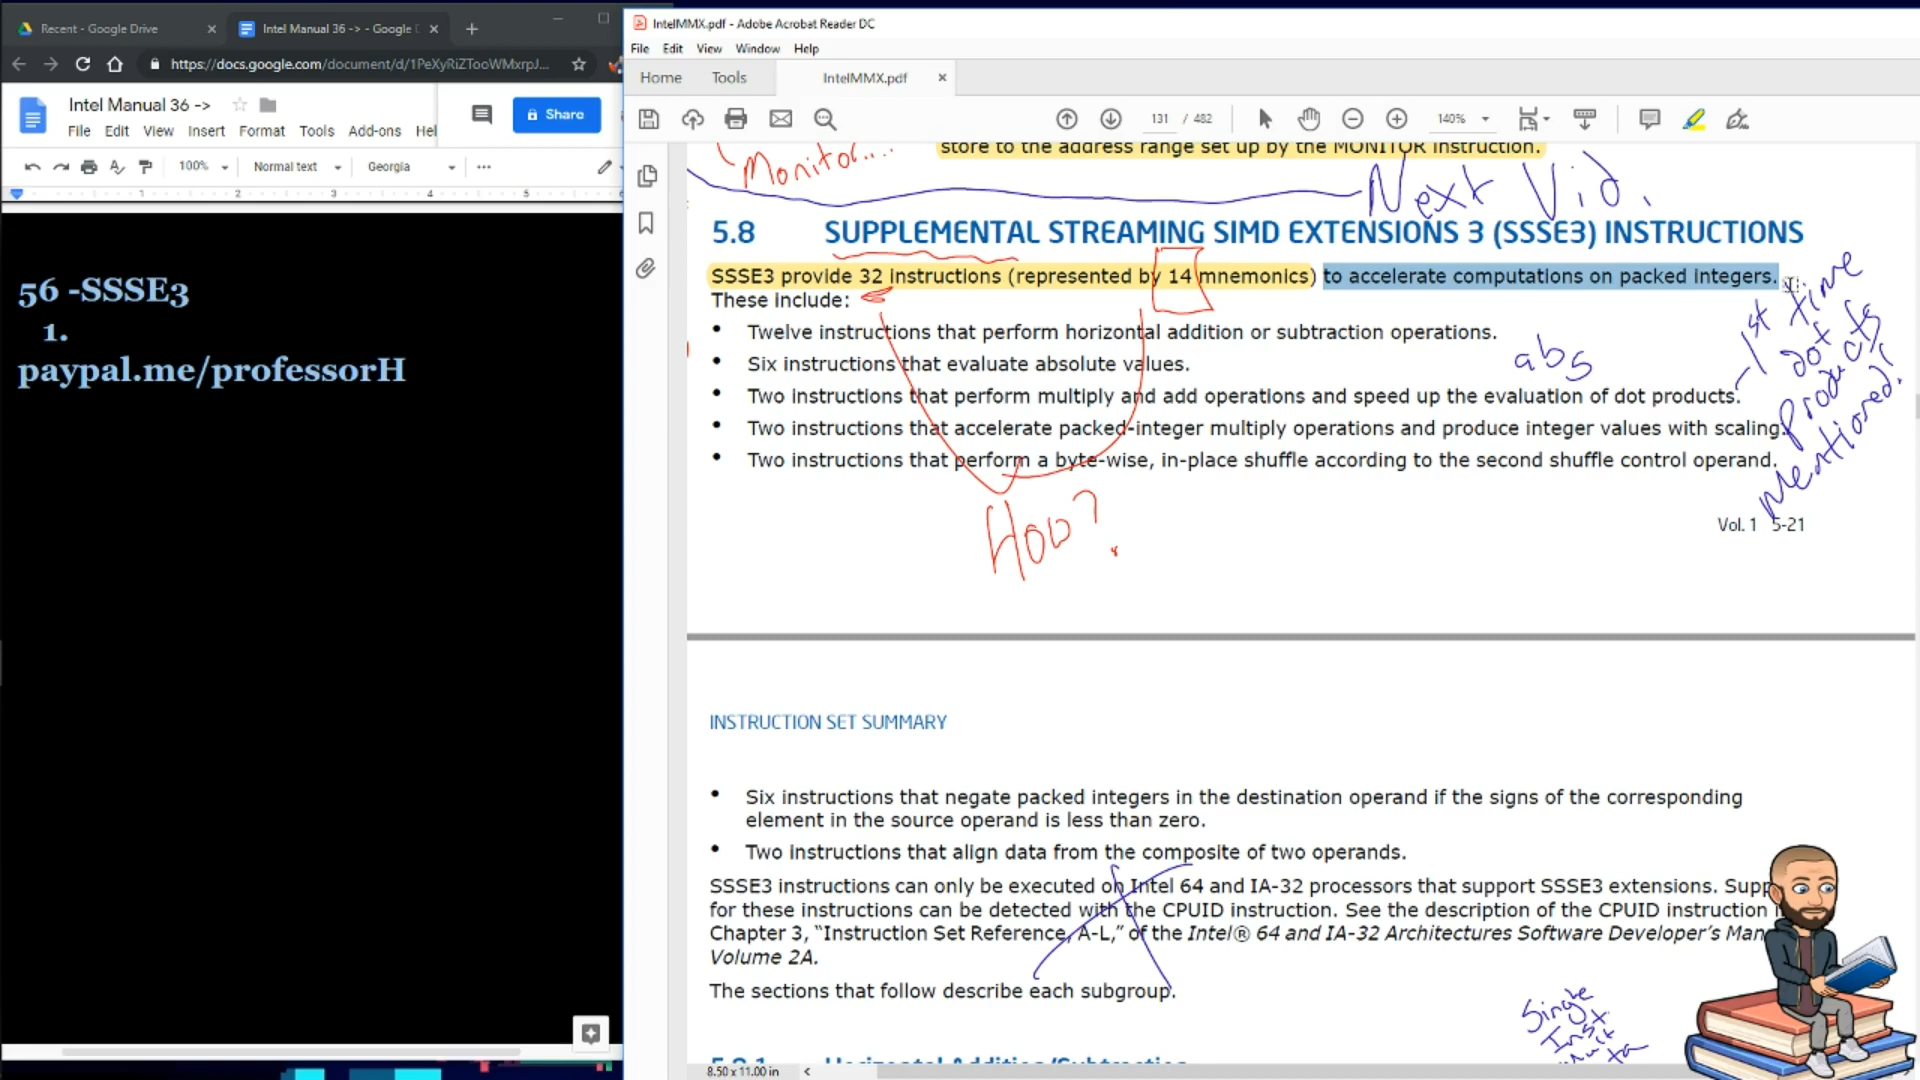 Recent - Google Drive
Intel Manual 36 -> - Google D
https://docs.google.com/document/d/1PeXyRiZTooWMxrpJ...
Intel Manual 36 ->
Share
File Edit View Insert Format Tools Add-ons Hel
100% Normal text Georgia
1 2 3 4 5
56 -SSSE3
1.
paypal.me/professorH
IntelMMX.pdf - Adobe Acrobat Reader DC
File Edit View Window Help
Home Tools IntelMMX.pdf
131 / 482 140%
Monitor....
store to the address range set up by the MONITOR instruction.
Next Vid.
5.8 SUPPLEMENTAL STREAMING SIMD EXTENSIONS 3 (SSSE3) INSTRUCTIONS
SSSE3 provide 32 instructions (represented by 14 mnemonics) to accelerate computations on packed integers.
These include:
• Twelve instructions that perform horizontal addition or subtraction operations.
• Six instructions that evaluate absolute values.
abs
• Two instructions that perform multiply and add operations and speed up the evaluation of dot products.
• Two instructions that accelerate packed-integer multiply operations and produce integer values with scaling.
• Two instructions that perform a byte-wise, in-place shuffle according to the second shuffle control operand.
- 1st time
dot
products
mentioned!
How?
Vol. 1 5-21
INSTRUCTION SET SUMMARY
• Six instructions that negate packed integers in the destination operand if the signs of the corresponding
element in the source operand is less than zero.
• Two instructions that align data from the composite of two operands.
SSSE3 instructions can only be executed on Intel 64 and IA-32 processors that support SSSE3 extensions. Supp
for these instructions can be detected with the CPUID instruction. See the description of the CPUID instruction
Chapter 3, “Instruction Set Reference, A-L,” of the Intel® 64 and IA-32 Architectures Software Developer’s Man
Volume 2A.
The sections that follow describe each subgroup.
Single
Inst
5.8.1 Horizontal Addition/Subtraction
8.50 x 11.00 in